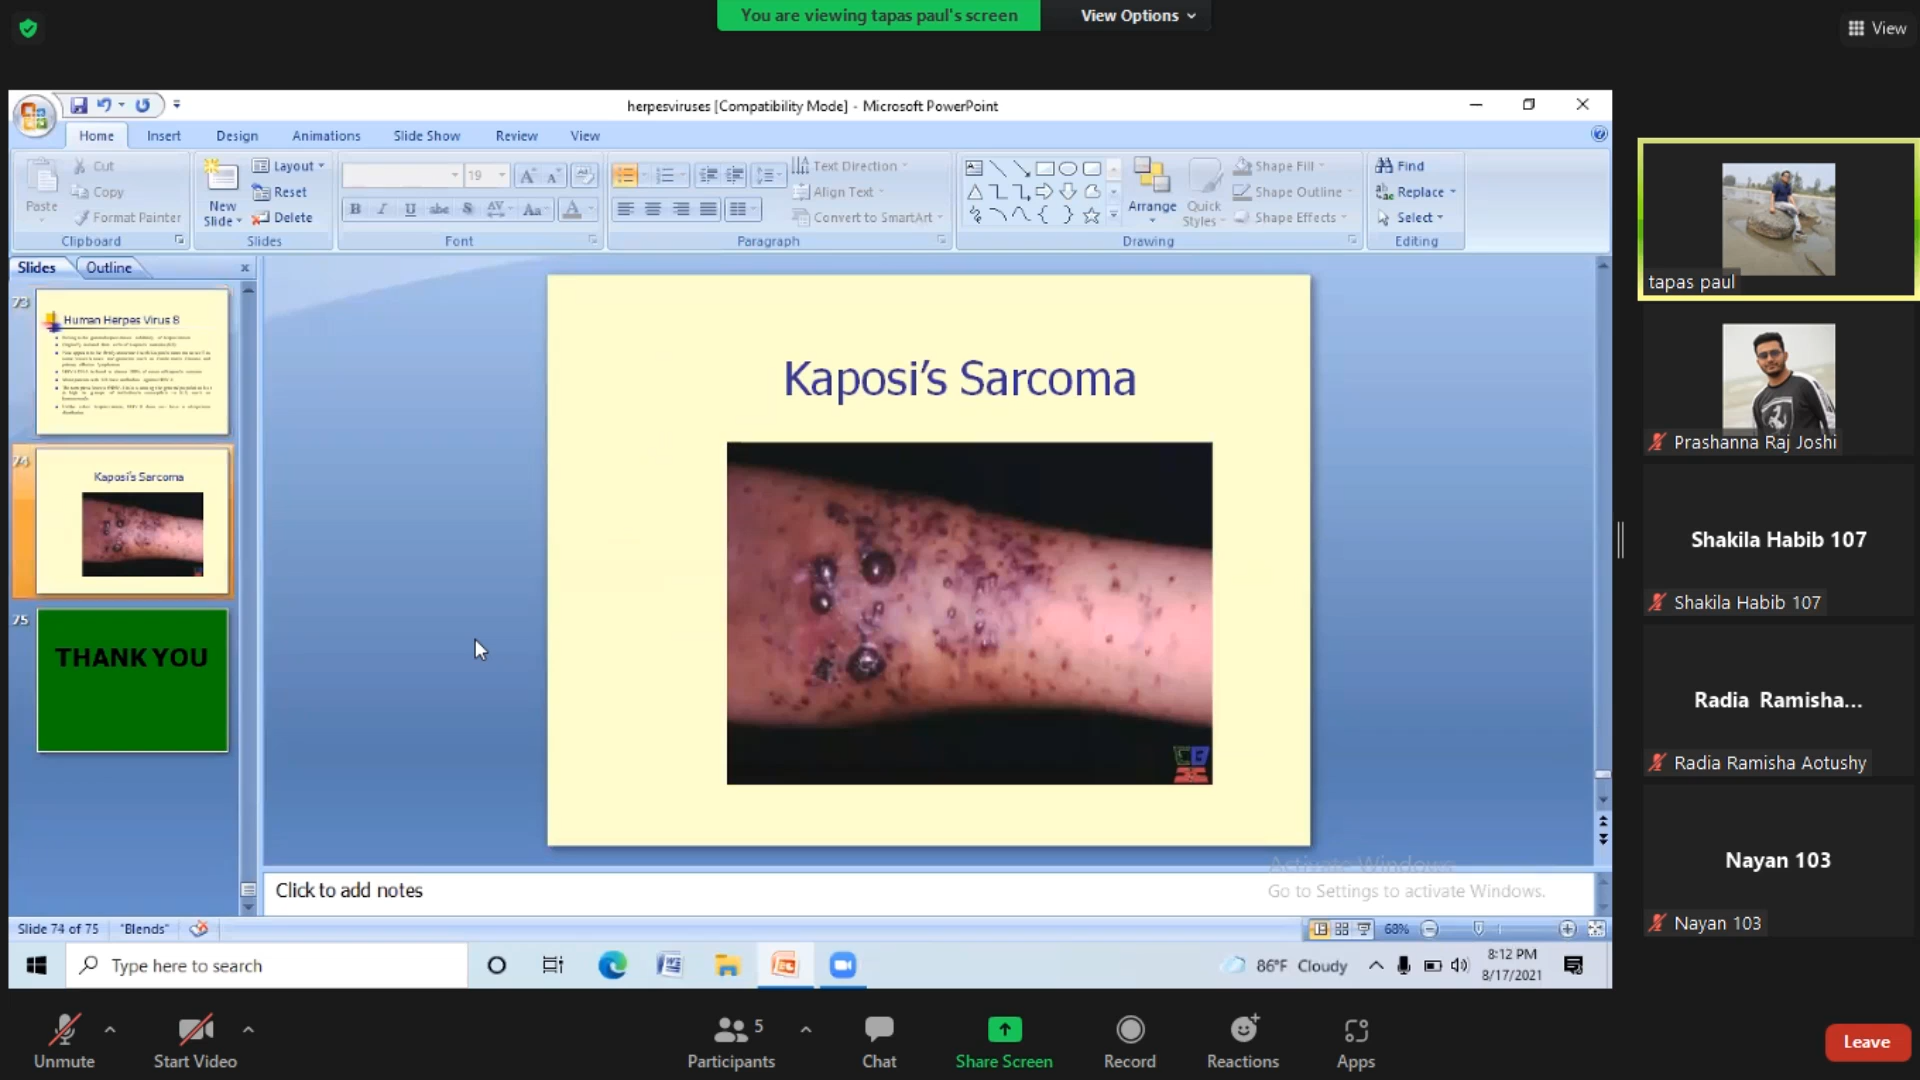 You are viewing tapas paul's screen
View Options
View
herpesviruses [Compatibility Mode] - Microsoft PowerPoint
Home Insert Design Animations Slide Show Review View
Paste
Cut
Copy
Format Painter
Clipboard
New Slide
Layout
Reset
Delete
Slides
19
B I U abe S AV Aa A
Font
Text Direction
Align Text
Convert to SmartArt
Paragraph
Arrange
Quick Styles
Shape Fill
Shape Outline
Shape Effects
Drawing
Find
Replace
Select
Editing
Slides Outline
73
Human Herpes Virus 8
74
Kaposi's Sarcoma
75
THANK YOU
Kaposi's Sarcoma
Activate Windows
Go to Settings to activate Windows.
Click to add notes
Slide 74 of 75 "Blends" 68%
Type here to search
86°F Cloudy
8:12 PM
8/17/2021
tapas paul
Prashanna Raj Joshi
Shakila Habib 107
Shakila Habib 107
Radia Ramisha...
Radia Ramisha Aotushy
Nayan 103
Nayan 103
Unmute
Start Video
5
Participants
Chat
Share Screen
Record
Reactions
Apps
Leave